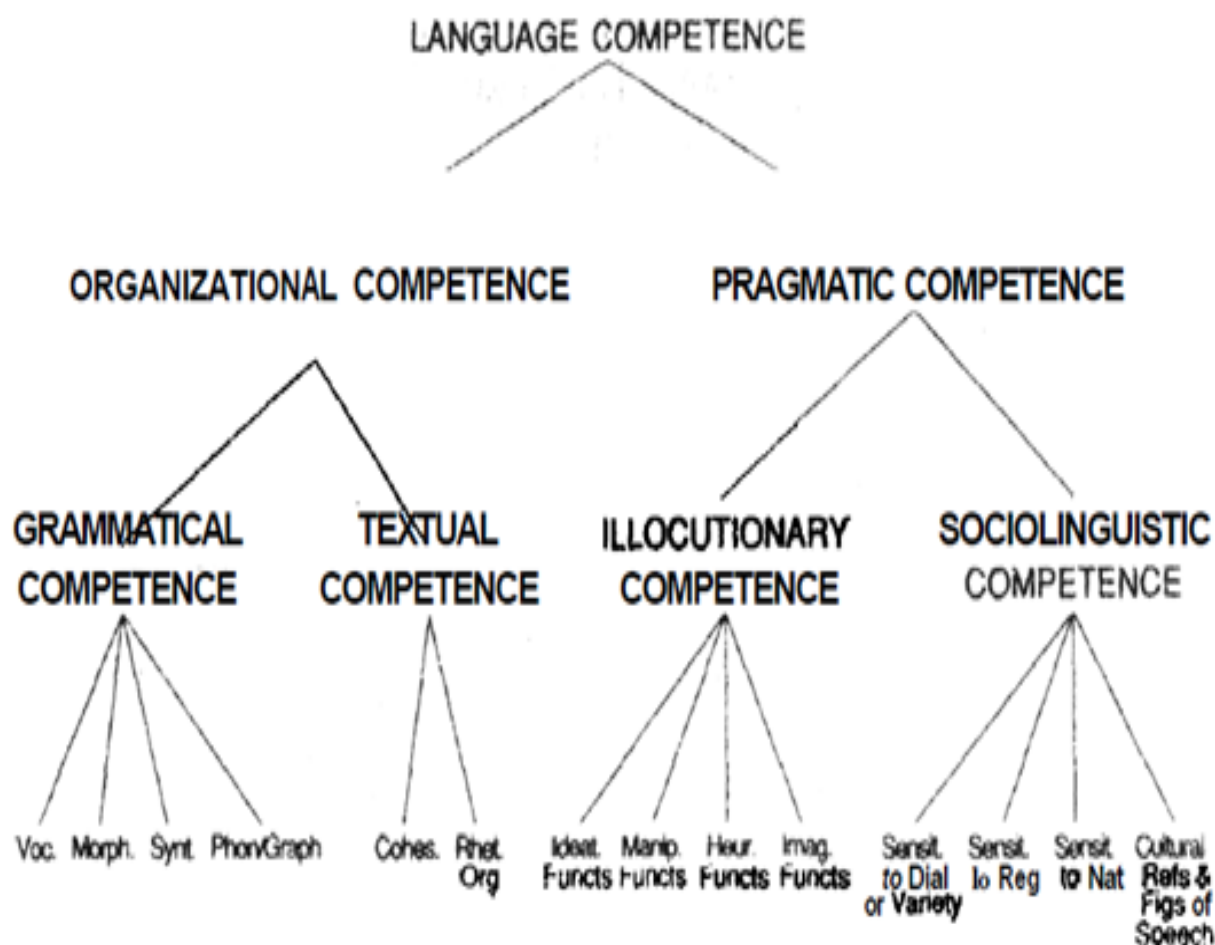 LANGUAGE COMPETENCE
ORGANIZATIONAL COMPETENCE
PRAGMATIC COMPETENCE
GRAMMATICAL
COMPETENCE
TEXTUAL
COMPETENCE
ILLOCUTIONARY
COMPETENCE
SOCIOLINGUISTIC
COMPETENCE
Voc.
Morph.
Synt.
Phon/Graph
Cohes.
Rhet.
Org
Ideat.
Functs
Manip.
Functs
Heur.
Functs
Imag.
Functs
Sensit.
to Dial
or Variety
Sensit.
lo Reg
Sensit.
to Nat
Cultural
Refs &
Figs of
Speech